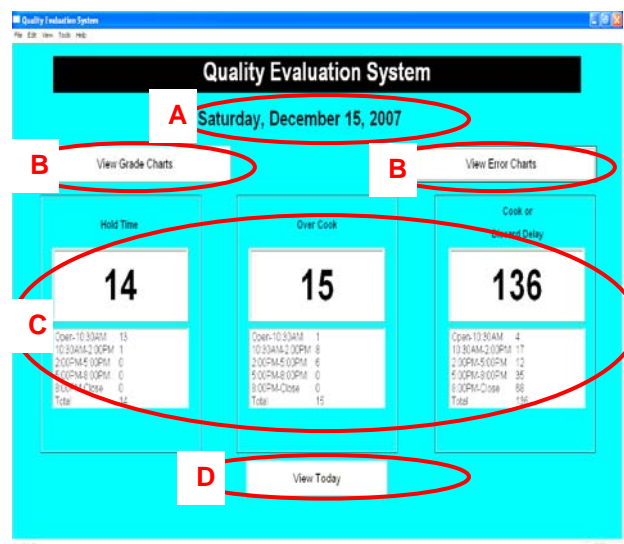 Quality Evaluation System
File Edit View Tools Help
Quality Evaluation System
A
Saturday, December 15, 2007
B
View Grade Charts
B
View Error Charts
Hold Time
Over Cook
Cook or
Discard Delay
14
15
136
C
Open-10:30AM 13
10:30AM-2:00PM 1
2:00PM-5:00PM 0
5:00PM-8:00PM 0
8:00PM-Close 0
Total 14
Open-10:30AM 1
10:30AM-2:00PM 8
2:00PM-5:00PM 6
5:00PM-8:00PM 0
8:00PM-Close 0
Total 15
Open-10:30AM 4
10:30AM-2:00PM 17
2:00PM-5:00PM 12
5:00PM-8:00PM 35
8:00PM-Close 68
Total 136
D
View Today